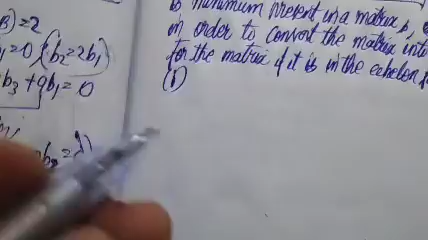 B)=2
=0, (b2=2b1)
b3 + 9b1 = 0
is minimum present in a matrix
in order to convert the matrix into
for the matrix if it is in the echelon
(1)